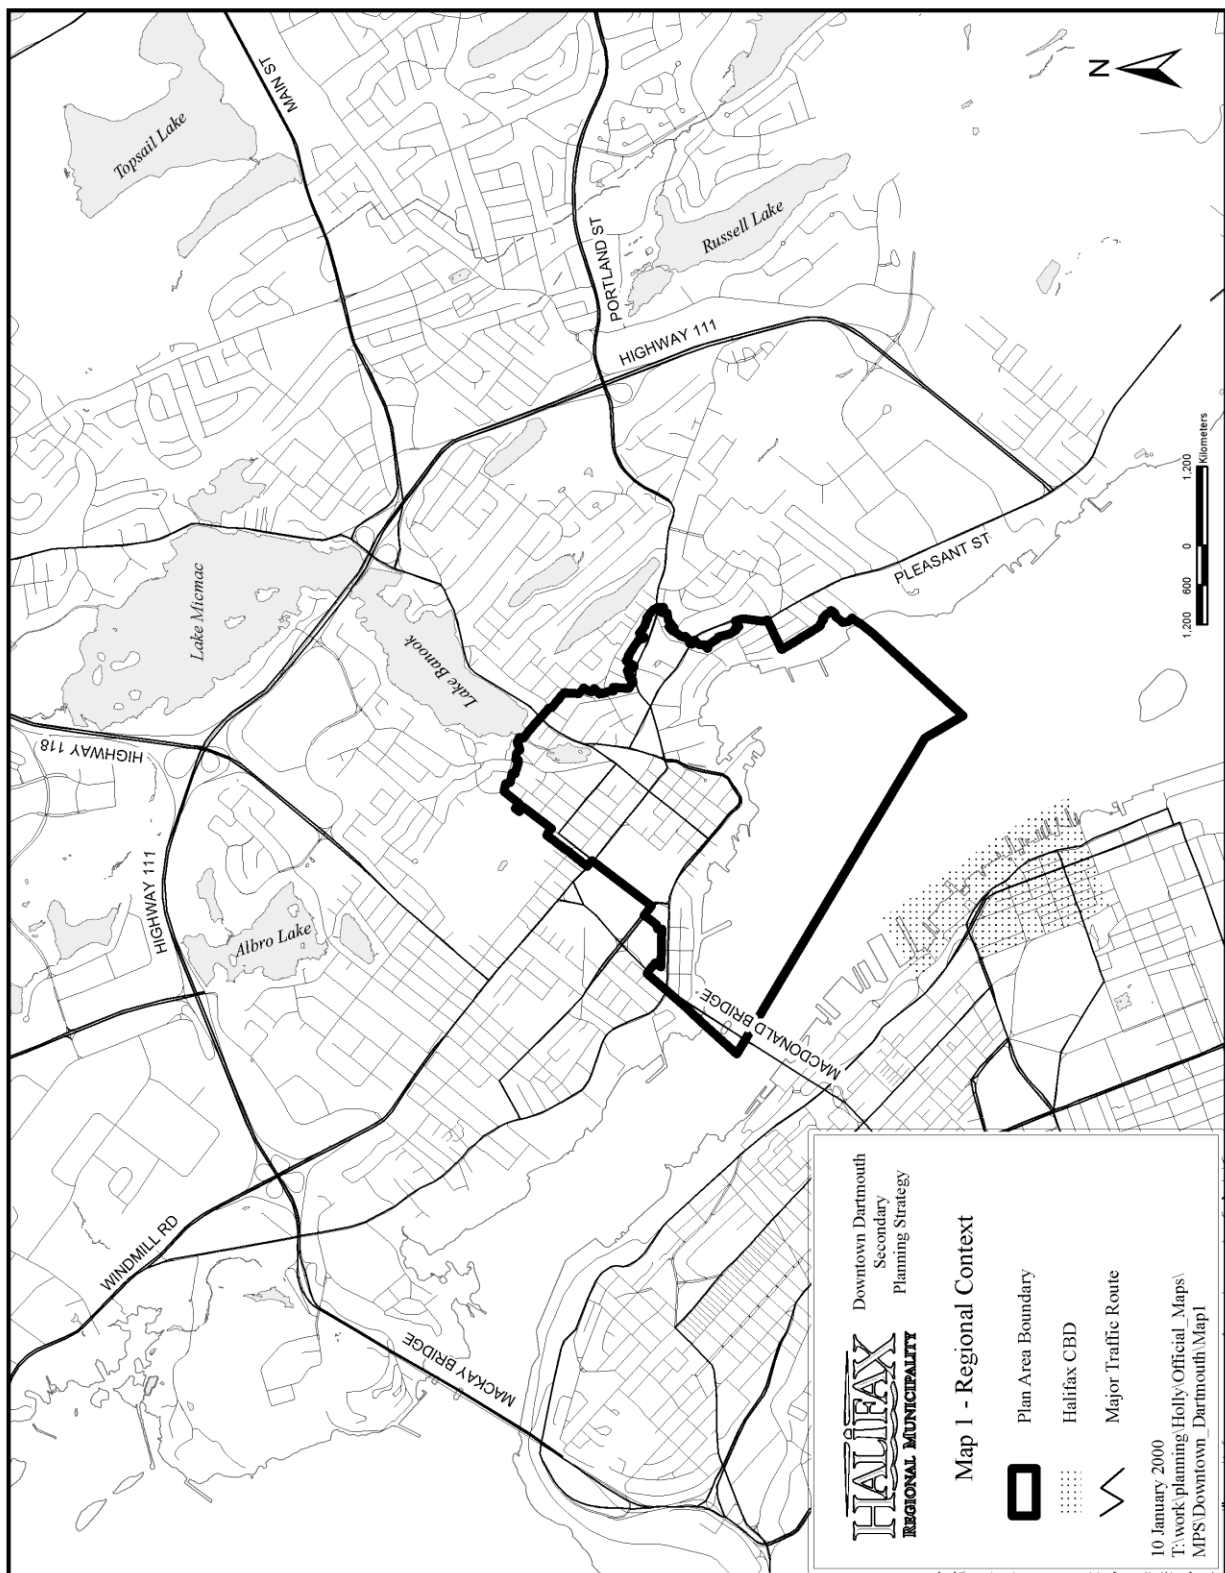 Topsail Lake
MAIN ST
Lake Micmac
Lake Banook
HIGHWAY 118
HIGHWAY 111
Albro Lake
WINDMILL RD
MACKAY BRIDGE
MACDONALD BRIDGE
PORTLAND ST
HIGHWAY 111
Russell Lake
PLEASANT ST
N
1,200 600 0 1,200
Kilometers
HALIFAX
REGIONAL MUNICIPALITY
Downtown Dartmouth
Secondary
Planning Strategy
Map 1 - Regional Context
Plan Area Boundary
Halifax CBD
Major Traffic Route
10 January 2000
T:\work\planning\Holly\Official_Maps\
MPS\Downtown_Dartmouth\Map1